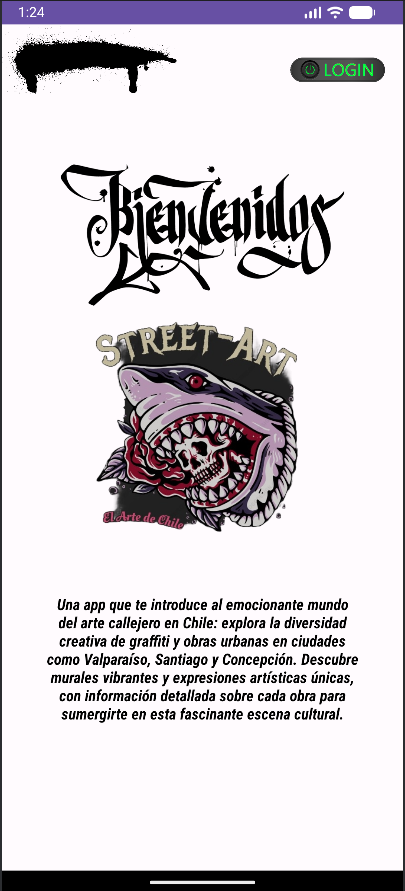 1:24
LOGIN
Bienvenidos
STREET-ART
El Arte de Chile
Una app que te introduce al emocionante mundo
del arte callejero en Chile: explora la diversidad
creativa de graffiti y obras urbanas en ciudades
como Valparaíso, Santiago y Concepción. Descubre
murales vibrantes y expresiones artísticas únicas,
con información detallada sobre cada obra para
sumergirte en esta fascinante escena cultural.